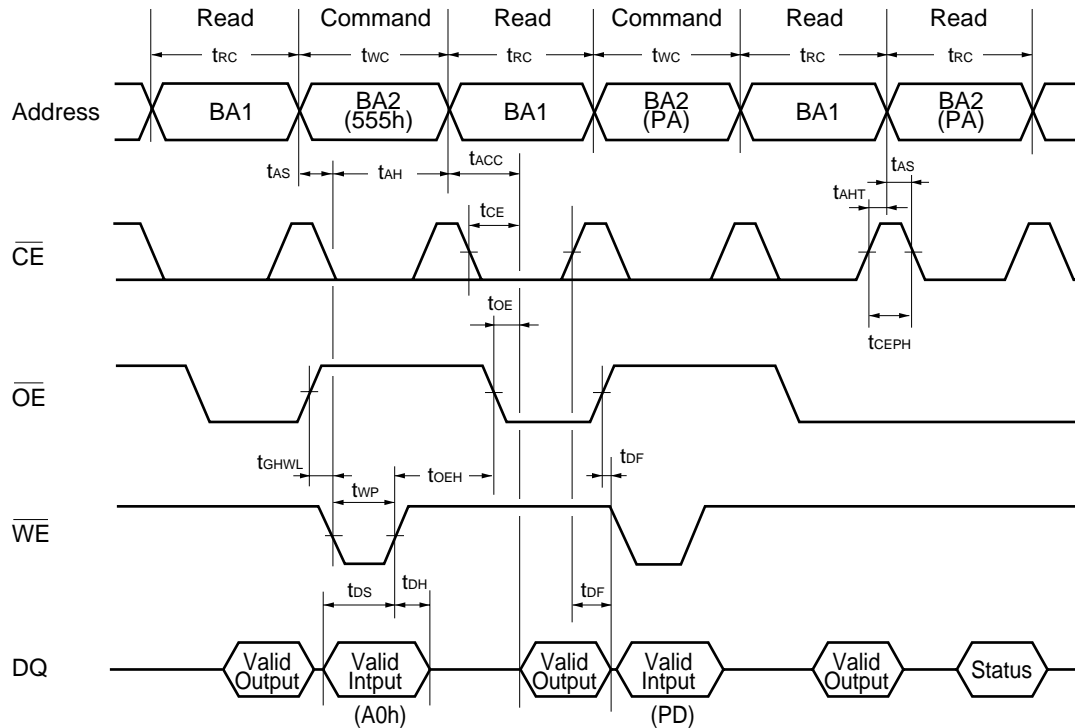 Read Command Read Command Read Read
tRC tWC tRC tWC tRC tRC
Address BA1 BA2 (555h) BA1 BA2 (PA) BA1 BA2 (PA)
tAS tAH tACC tAS
tAHT
tCE
CE
tOE
tCEPH
OE
tGHWL tWP tOEH tDF
WE
tDS tDH tDF
DQ Valid Output Valid Intput Valid Output Valid Intput Valid Output Status
(A0h) (PD)